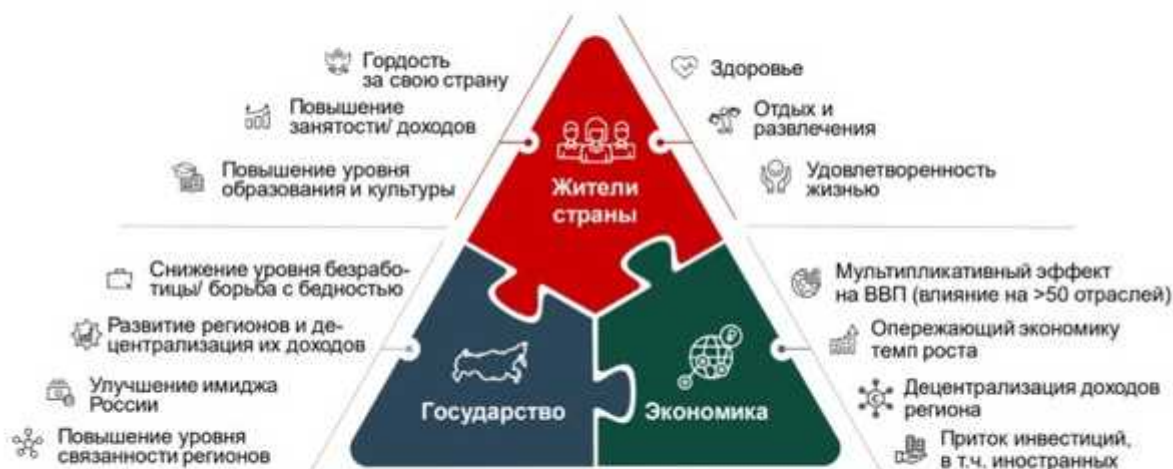 Гордость
за свою страну
Повышение
занятости/ доходов
Повышение уровня
образования и культуры
Здоровье
Отдых и
развлечения
Удовлетворенность
жизнью
Жители
страны
Снижение уровня безрабо-
тицы/ борьба с бедностью
Развитие регионов и де-
централизация их доходов
Улучшение имиджа
России
Повышение уровня
связанности регионов
Государство
Экономика
₽
Мультипликативный эффект
на ВВП (влияние на >50 отраслей)
Опережающий экономику
темп роста
Децентрализация доходов
региона
Приток инвестиций,
в т.ч. иностранных